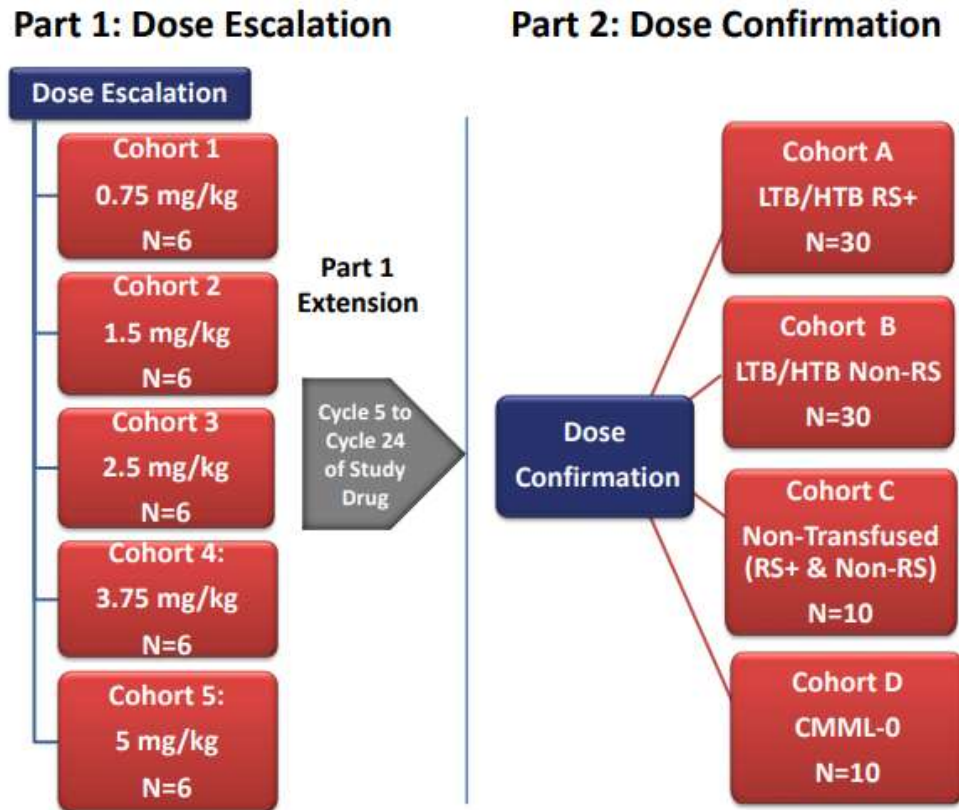 Part 1: Dose Escalation
Dose Escalation
Cohort 1
0.75 mg/kg
N=6
Cohort 2
1.5 mg/kg
N=6
Cohort 3
2.5 mg/kg
N=6
Cohort 4:
3.75 mg/kg
N=6
Cohort 5:
5 mg/kg
N=6
Part 1
Extension
Cycle 5 to
Cycle 24
of Study
Drug
Part 2: Dose Confirmation
Dose
Confirmation
Cohort A
LTB/HTB RS+
N=30
Cohort B
LTB/HTB Non-RS
N=30
Cohort C
Non-Transfused
(RS+ & Non-RS)
N=10
Cohort D
CMML-0
N=10